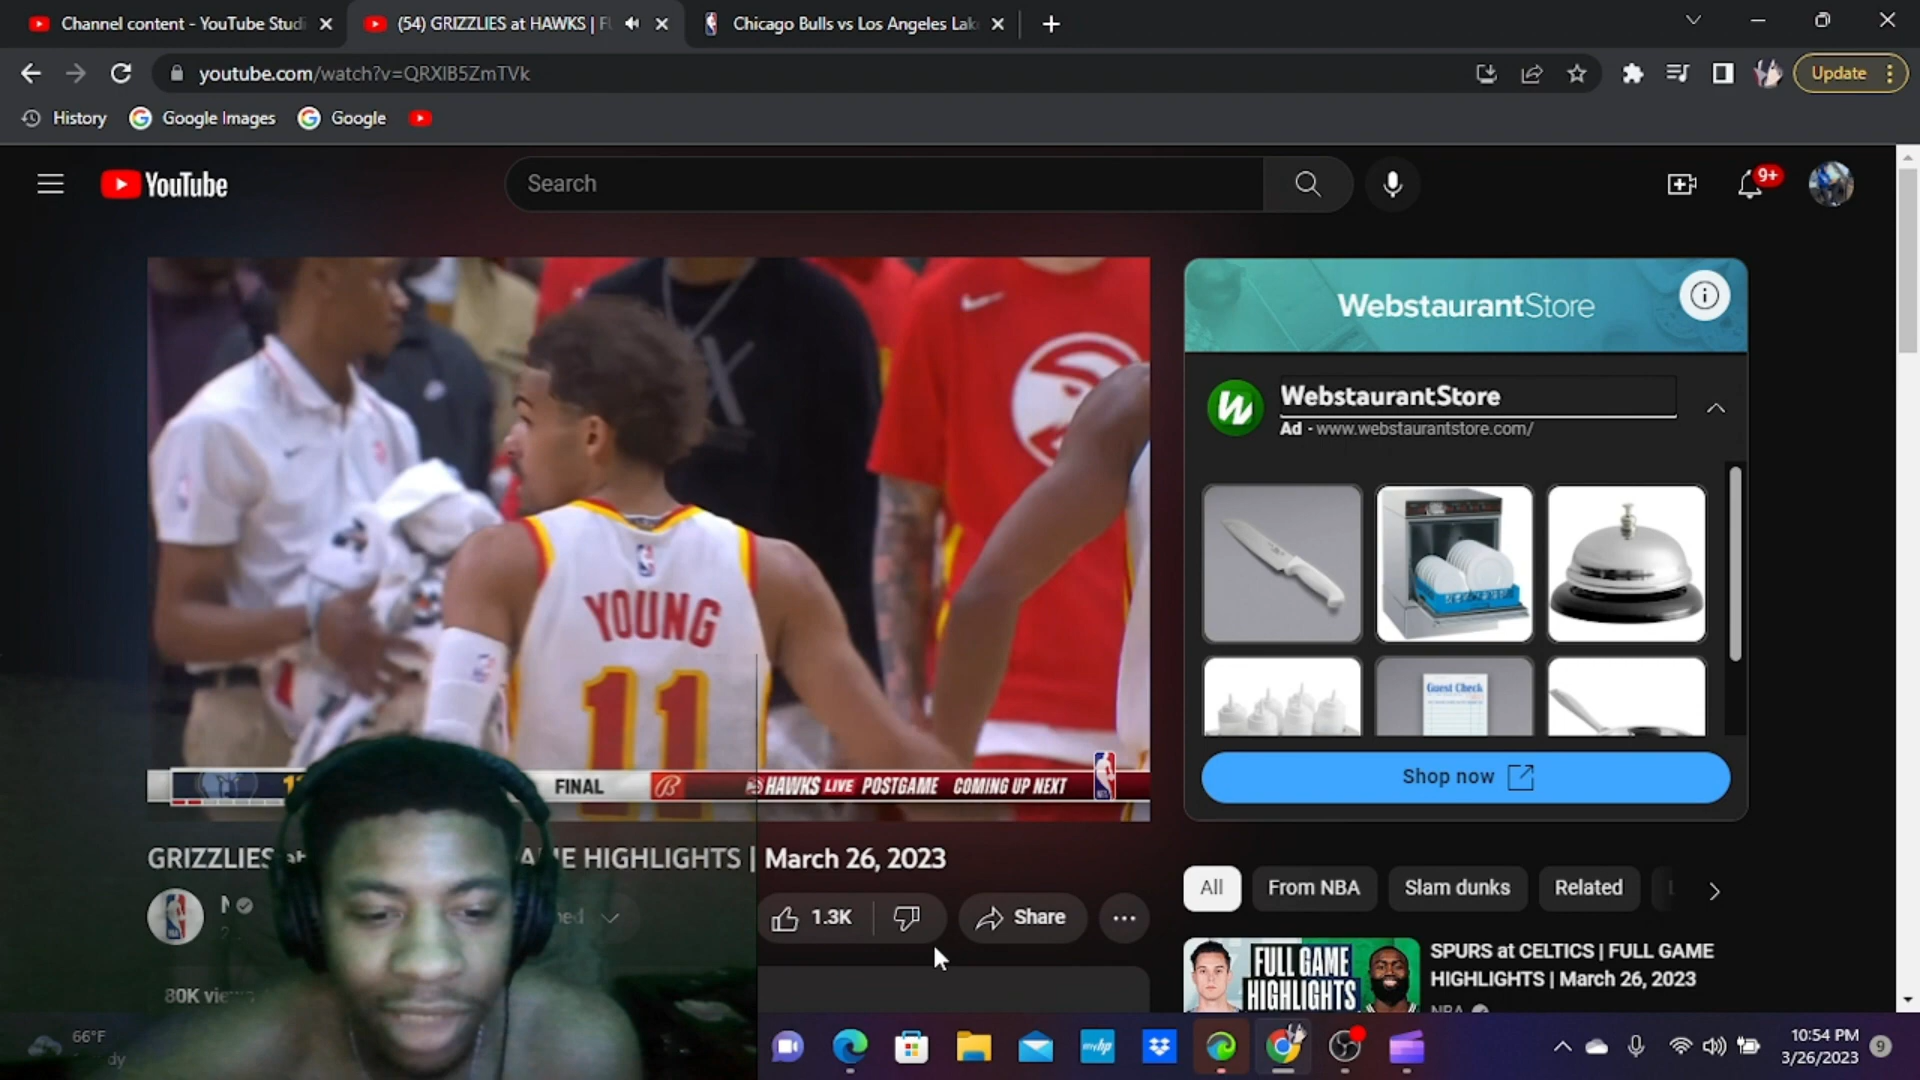 Channel content - YouTube Studi
(54) GRIZZLIES at HAWKS | F
Chicago Bulls vs Los Angeles Lak
youtube.com/watch?v=QRXIB5ZmTVk
Update
History
Google Images
Google
YouTube
Search
9+
WebstaurantStore
WebstaurantStore
Ad - www.webstaurantstore.com/
YOUNG
11
Guest Check
FINAL
HAWKS LIVE POSTGAME COMING UP NEXT
Shop now
GRIZZLIES HIGHLIGHTS | March 26, 2023
1.3K
Share
All
From NBA
Slam dunks
Related
FULL GAME HIGHLIGHTS
SPURS at CELTICS | FULL GAME
HIGHLIGHTS | March 26, 2023
NBA
80K
66°F
myhp
10:54 PM
3/26/2023
9